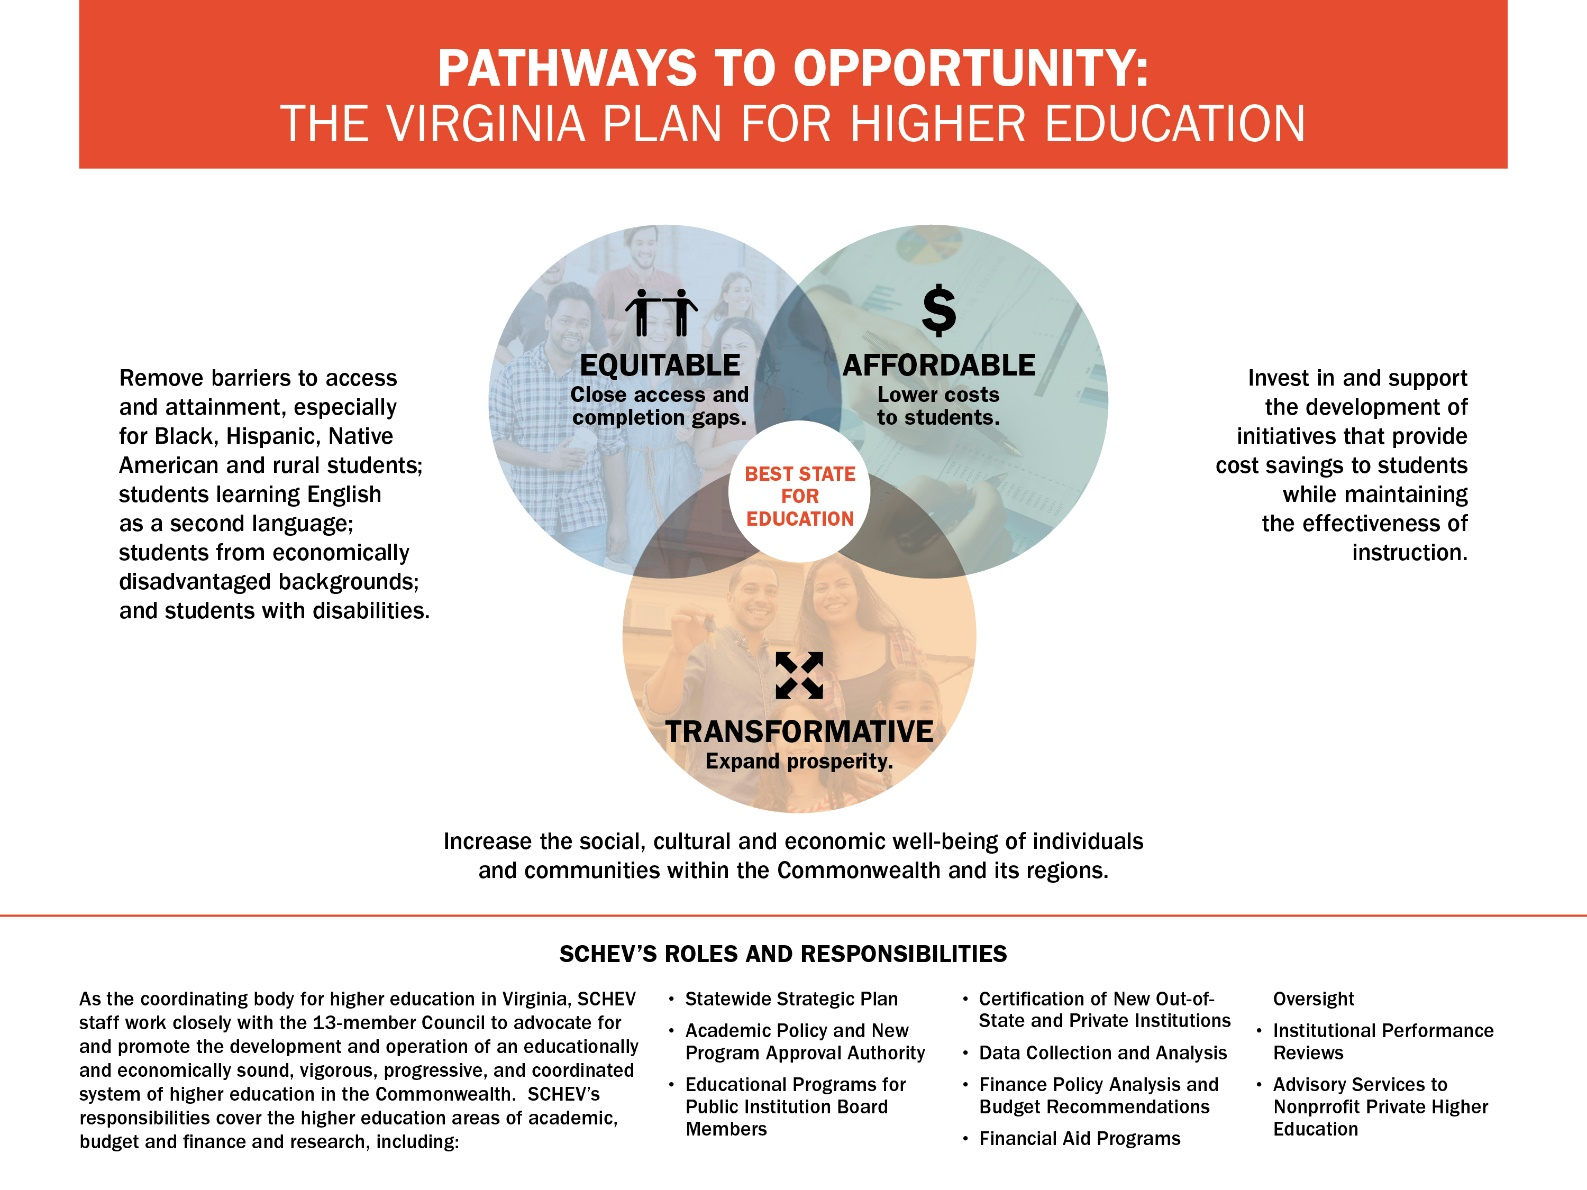 PATHWAYS TO OPPORTUNITY:
THE VIRGINIA PLAN FOR HIGHER EDUCATION
Remove barriers to access
and attainment, especially
for Black, Hispanic, Native
American and rural students;
students learning English
as a second language;
students from economically
disadvantaged backgrounds;
and students with disabilities.
EQUITABLE
Close access and
completion gaps.
$
AFFORDABLE
Lower costs
to students.
BEST STATE
FOR
EDUCATION
Invest in and support
the development of
initiatives that provide
cost savings to students
while maintaining
the effectiveness of
instruction.
TRANSFORMATIVE
Expand prosperity.
Increase the social, cultural and economic well-being of individuals
and communities within the Commonwealth and its regions.
SCHEV’S ROLES AND RESPONSIBILITIES
As the coordinating body for higher education in Virginia, SCHEV
staff work closely with the 13-member Council to advocate for
and promote the development and operation of an educationally
and economically sound, vigorous, progressive, and coordinated
system of higher education in the Commonwealth.  SCHEV’s
responsibilities cover the higher education areas of academic,
budget and finance and research, including:
• Statewide Strategic Plan
• Academic Policy and New
Program Approval Authority
• Educational Programs for
Public Institution Board
Members
• Certification of New Out-of-
State and Private Institutions
• Data Collection and Analysis
• Finance Policy Analysis and
Budget Recommendations
• Financial Aid Programs
Oversight
• Institutional Performance
Reviews
• Advisory Services to
Nonprrofit Private Higher
Education